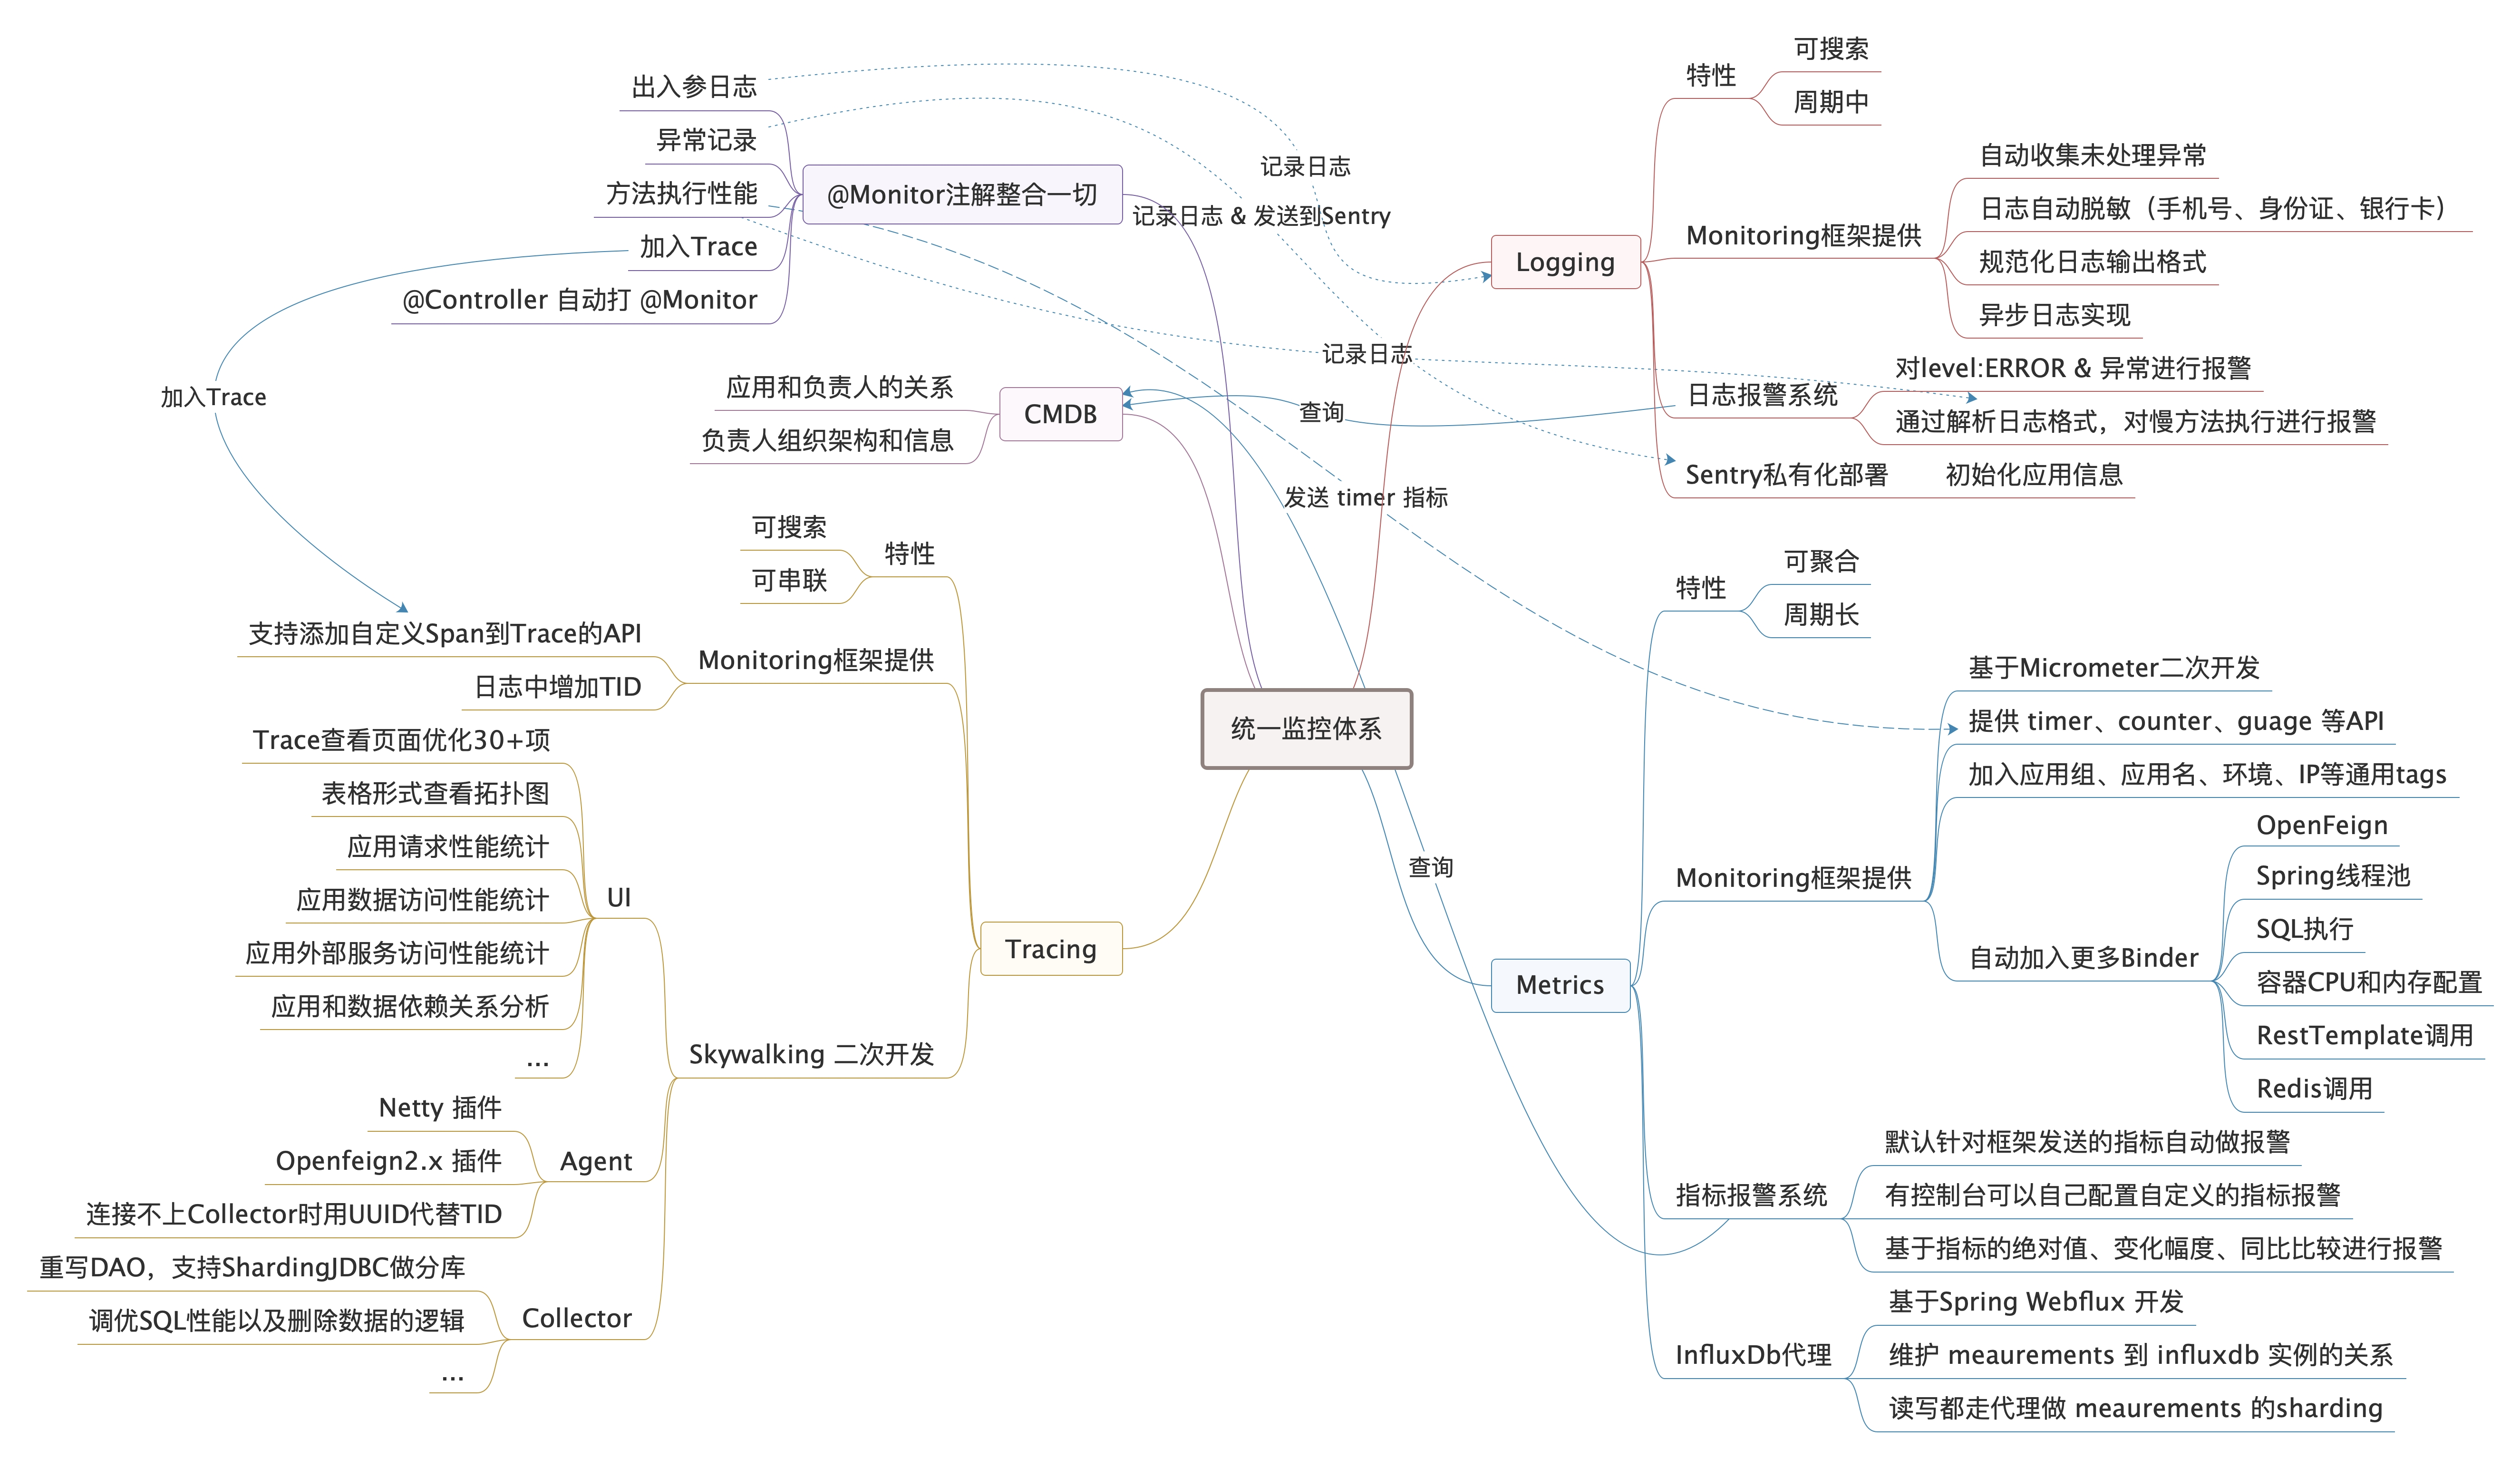 统一监控体系
@Monitor注解整合一切
出入参日志
异常记录
方法执行性能
加入Trace
@Controller 自动打 @Monitor
记录日志
记录日志 & 发送到Sentry
记录日志
发送 timer 指标
加入Trace
CMDB
应用和负责人的关系
负责人组织架构和信息
查询
查询
Tracing
特性
可搜索
可串联
Monitoring框架提供
支持添加自定义Span到Trace的API
日志中增加TID
Skywalking 二次开发
UI
Trace查看页面优化30+项
表格形式查看拓扑图
应用请求性能统计
应用数据访问性能统计
应用外部服务访问性能统计
应用和数据依赖关系分析
...
Agent
Netty 插件
Openfeign2.x 插件
连接不上Collector时用UUID代替TID
Collector
重写DAO，支持ShardingJDBC做分库
调优SQL性能以及删除数据的逻辑
...
Logging
特性
可搜索
周期中
Monitoring框架提供
自动收集未处理异常
日志自动脱敏（手机号、身份证、银行卡）
规范化日志输出格式
异步日志实现
日志报警系统
对level:ERROR & 异常进行报警
通过解析日志格式，对慢方法执行进行报警
Sentry私有化部署
初始化应用信息
Metrics
特性
可聚合
周期长
Monitoring框架提供
基于Micrometer二次开发
提供 timer、counter、guage 等API
加入应用组、应用名、环境、IP等通用tags
自动加入更多Binder
OpenFeign
Spring线程池
SQL执行
容器CPU和内存配置
RestTemplate调用
Redis调用
指标报警系统
默认针对框架发送的指标自动做报警
有控制台可以自己配置自定义的指标报警
基于指标的绝对值、变化幅度、同比比较进行报警
InfluxDb代理
基于Spring Webflux 开发
维护 meaurements 到 influxdb 实例的关系
读写都走代理做 meaurements 的sharding